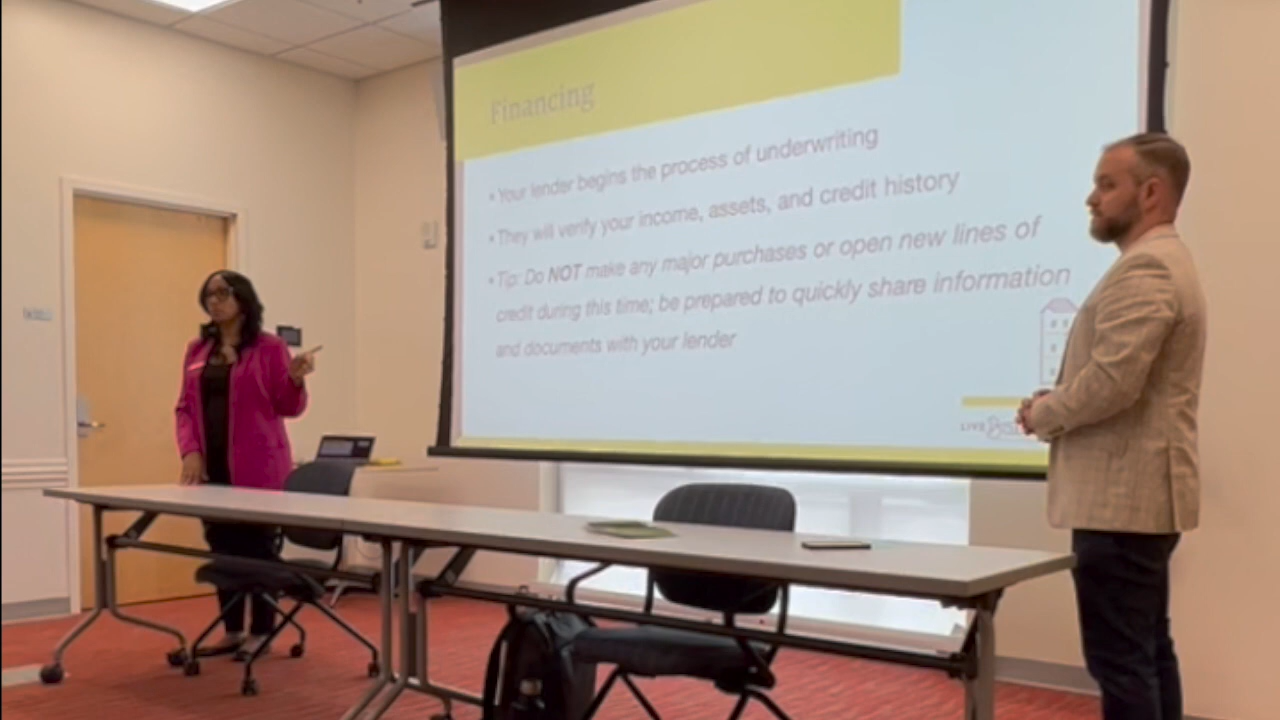 Financing
• Your lender begins the process of underwriting
• They will verify your income, assets, and credit history
• Tip: Do NOT make any major purchases or open new lines of
credit during this time; be prepared to quickly share information
and documents with your lender
LIVE